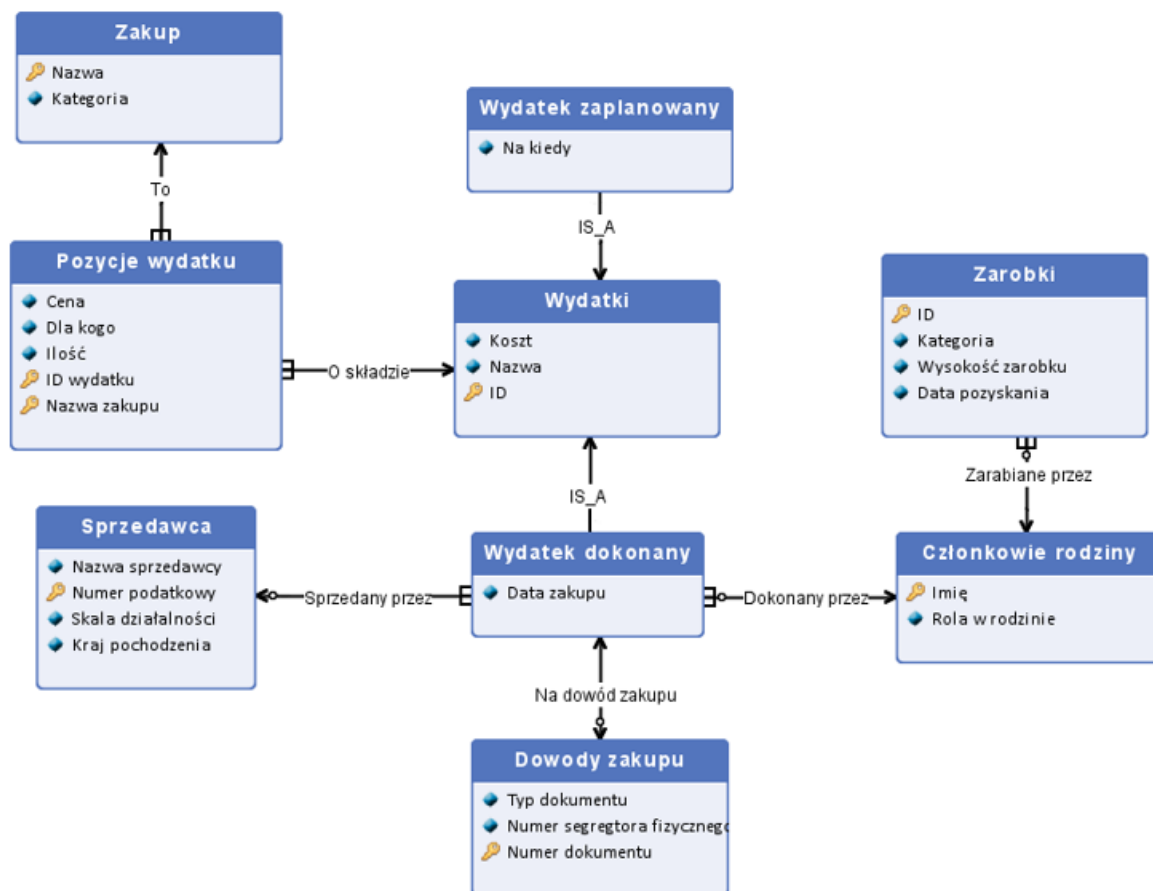 Zakup
Nazwa
Kategoria
Wydatek zaplanowany
Na kiedy
To
IS_A
Pozycje wydatku
Cena
Dla kogo
Ilość
ID wydatku
Nazwa zakupu
O składzie
Wydatki
Koszt
Nazwa
ID
Zarobki
ID
Kategoria
Wysokość zarobku
Data pozyskania
Zarabiane przez
IS_A
Sprzedawca
Nazwa sprzedawcy
Numer podatkowy
Skala działalności
Kraj pochodzenia
Sprzedany przez
Wydatek dokonany
Data zakupu
Dokonany przez
Członkowie rodziny
Imię
Rola w rodzinie
Na dowód zakupu
Dowody zakupu
Typ dokumentu
Numer segregtora fizycznego
Numer dokumentu